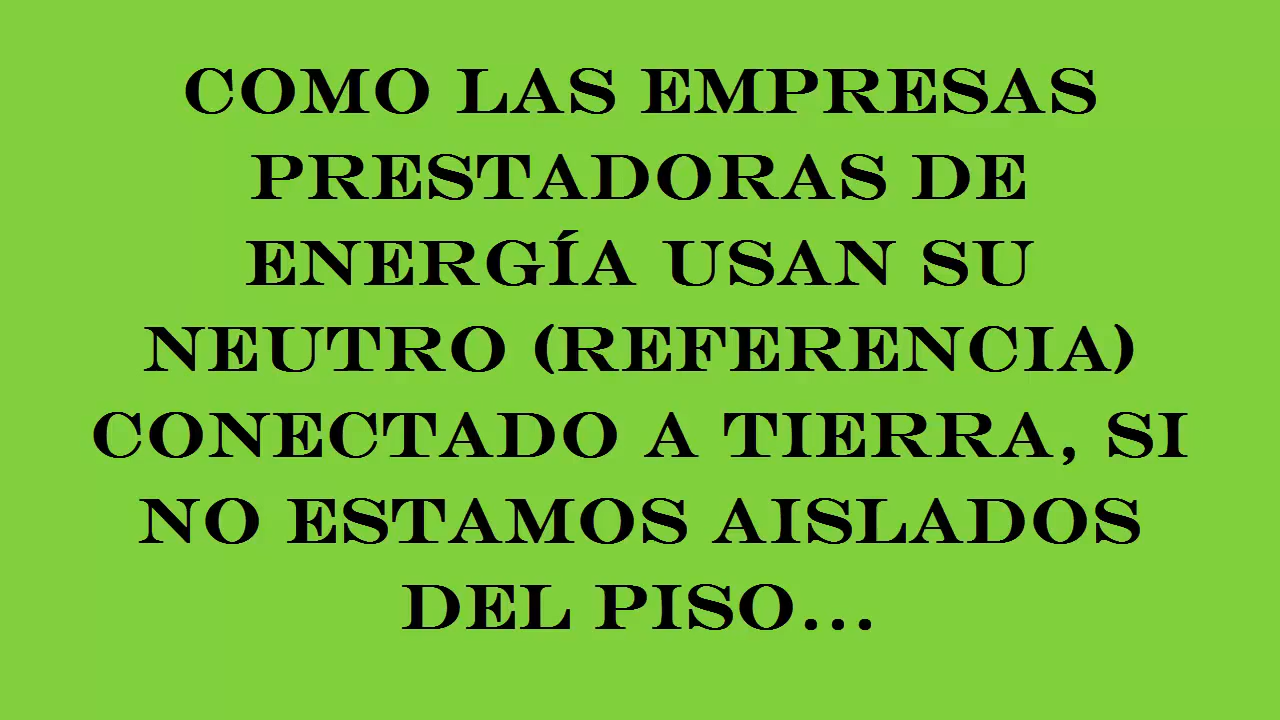 COMO LAS EMPRESAS
PRESTADORAS DE
ENERGÍA USAN SU
NEUTRO (REFERENCIA)
CONECTADO A TIERRA, SI
NO ESTAMOS AISLADOS
DEL PISO...